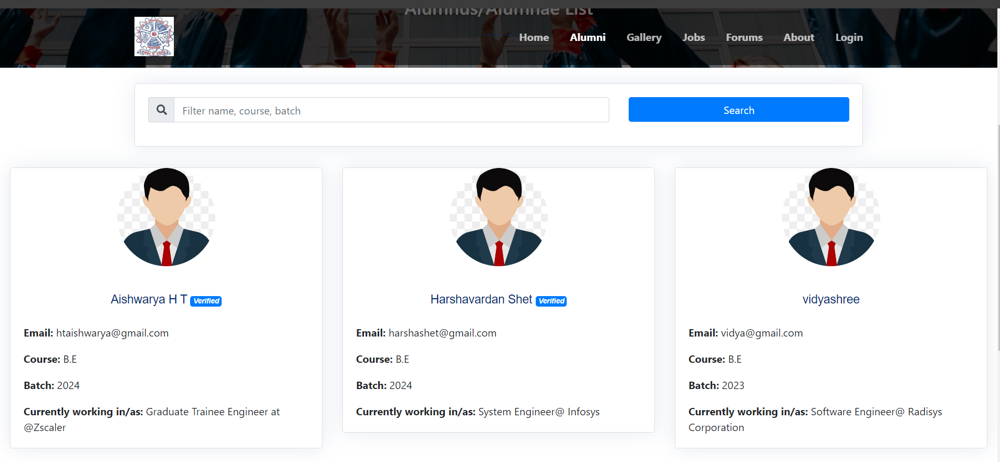 Alumnus/Alumnae List
Home Alumni Gallery Jobs Forums About Login
Filter name, course, batch Search
Aishwarya H T Verified
Email: htaishwarya@gmail.com
Course: B.E
Batch: 2024
Currently working in/as: Graduate Trainee Engineer at
@Zscaler
Harshavardan Shet Verified
Email: harshashet@gmail.com
Course: B.E
Batch: 2024
Currently working in/as: System Engineer@ Infosys
vidyashree
Email: vidya@gmail.com
Course: B.E
Batch: 2023
Currently working in/as: Software Engineer@ Radisys
Corporation